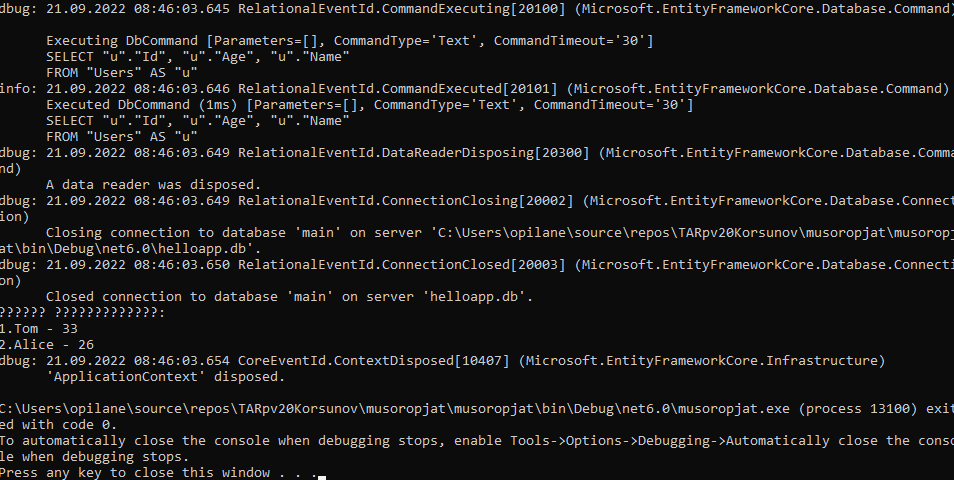 dbug: 21.09.2022 08:46:03.645 RelationalEventId.CommandExecuting[20100] (Microsoft.EntityFrameworkCore.Database.Command)
Executing DbCommand [Parameters=[], CommandType='Text', CommandTimeout='30']
SELECT "u"."Id", "u"."Age", "u"."Name"
FROM "Users" AS "u"
info: 21.09.2022 08:46:03.646 RelationalEventId.CommandExecuted[20101] (Microsoft.EntityFrameworkCore.Database.Command)
Executed DbCommand (1ms) [Parameters=[], CommandType='Text', CommandTimeout='30']
SELECT "u"."Id", "u"."Age", "u"."Name"
FROM "Users" AS "u"
dbug: 21.09.2022 08:46:03.649 RelationalEventId.DataReaderDisposing[20300] (Microsoft.EntityFrameworkCore.Database.Comma
nd)
A data reader was disposed.
dbug: 21.09.2022 08:46:03.649 RelationalEventId.ConnectionClosing[20002] (Microsoft.EntityFrameworkCore.Database.Connect
ion)
Closing connection to database 'main' on server 'C:\Users\opilane\source\repos\TARpv20Korsunov\musoropjat\musoropj
at\bin\Debug\net6.0\helloapp.db'.
dbug: 21.09.2022 08:46:03.650 RelationalEventId.ConnectionClosed[20003] (Microsoft.EntityFrameworkCore.Database.Connecti
on)
Closed connection to database 'main' on server 'helloapp.db'.
?????? ?????????????:
1.Tom - 33
2.Alice - 26
dbug: 21.09.2022 08:46:03.654 CoreEventId.ContextDisposed[10407] (Microsoft.EntityFrameworkCore.Infrastructure)
'ApplicationContext' disposed.
C:\Users\opilane\source\repos\TARpv20Korsunov\musoropjat\musoropjat\bin\Debug\net6.0\musoropjat.exe (process 13100) exit
ed with code 0.
To automatically close the console when debugging stops, enable Tools->Options->Debugging->Automatically close the conso
le when debugging stops.
Press any key to close this window . . .